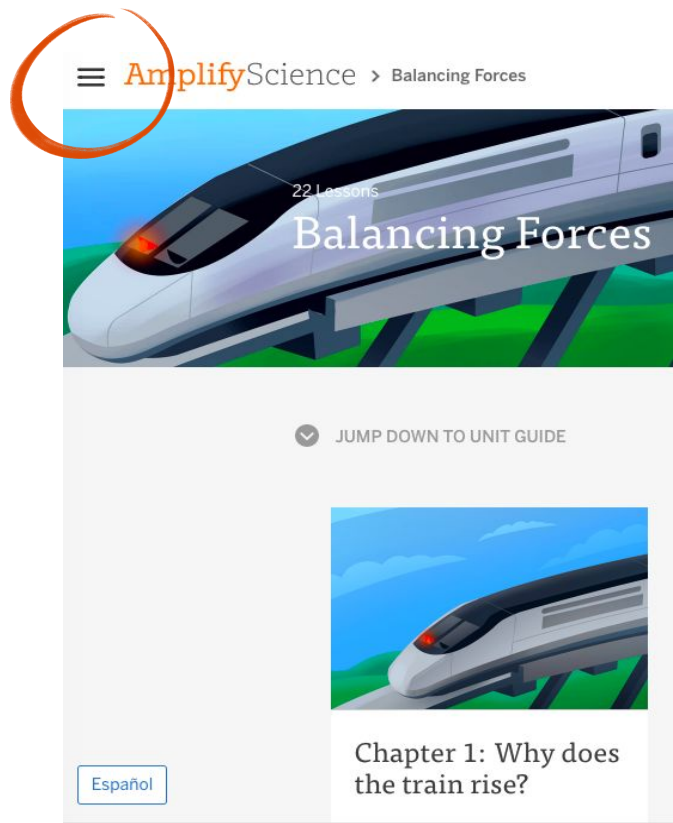 AmplifyScience > Balancing Forces
22 Lessons
Balancing Forces
JUMP DOWN TO UNIT GUIDE
Chapter 1: Why does
the train rise?
Español